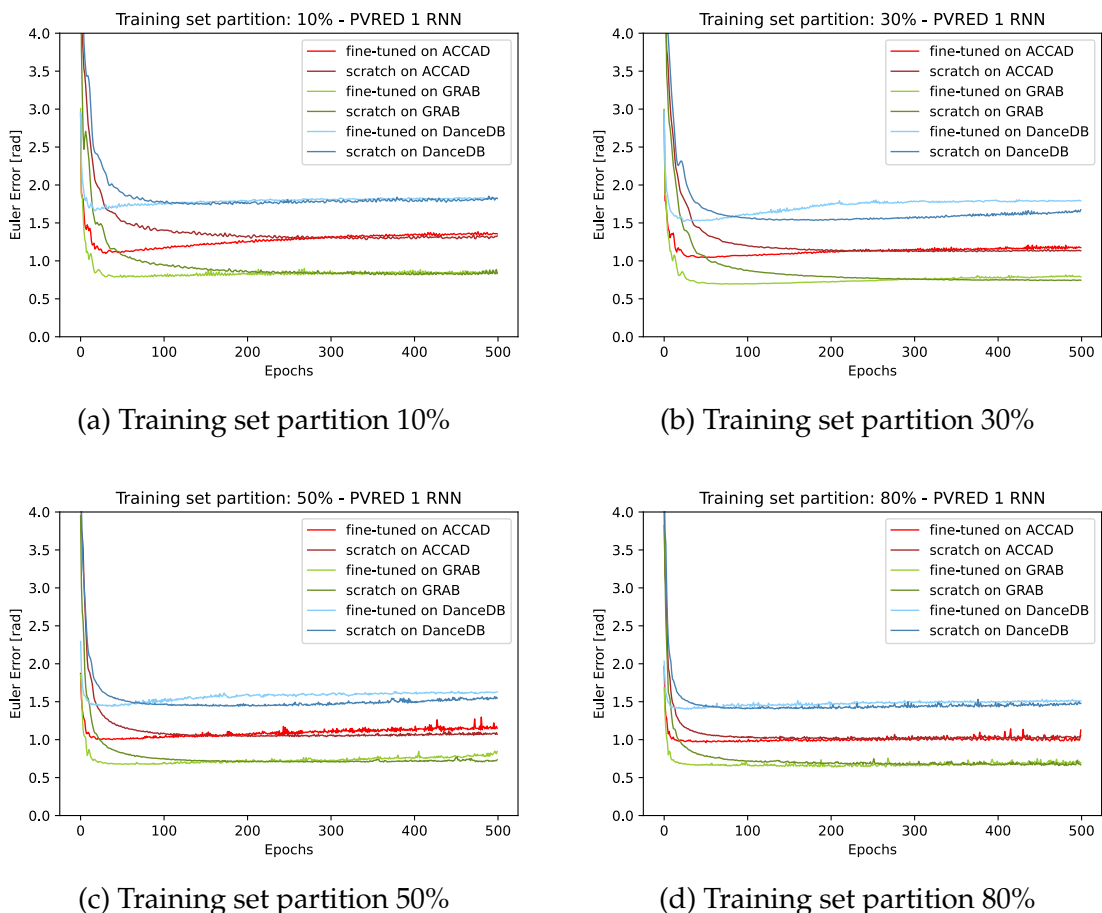 Training set partition: 10% - PVRED 1 RNN
4.0
3.5
3.0
2.5
2.0
1.5
1.0
0.5
0.0
Euler Error [rad]
fine-tuned on ACCAD
scratch on ACCAD
fine-tuned on GRAB
scratch on GRAB
fine-tuned on DanceDB
scratch on DanceDB
0 100 200 300 400 500
Epochs
(a) Training set partition 10%
Training set partition: 30% - PVRED 1 RNN
4.0
3.5
3.0
2.5
2.0
1.5
1.0
0.5
0.0
Euler Error [rad]
fine-tuned on ACCAD
scratch on ACCAD
fine-tuned on GRAB
scratch on GRAB
fine-tuned on DanceDB
scratch on DanceDB
0 100 200 300 400 500
Epochs
(b) Training set partition 30%
Training set partition: 50% - PVRED 1 RNN
4.0
3.5
3.0
2.5
2.0
1.5
1.0
0.5
0.0
Euler Error [rad]
fine-tuned on ACCAD
scratch on ACCAD
fine-tuned on GRAB
scratch on GRAB
fine-tuned on DanceDB
scratch on DanceDB
0 100 200 300 400 500
Epochs
(c) Training set partition 50%
Training set partition: 80% - PVRED 1 RNN
4.0
3.5
3.0
2.5
2.0
1.5
1.0
0.5
0.0
Euler Error [rad]
fine-tuned on ACCAD
scratch on ACCAD
fine-tuned on GRAB
scratch on GRAB
fine-tuned on DanceDB
scratch on DanceDB
0 100 200 300 400 500
Epochs
(d) Training set partition 80%